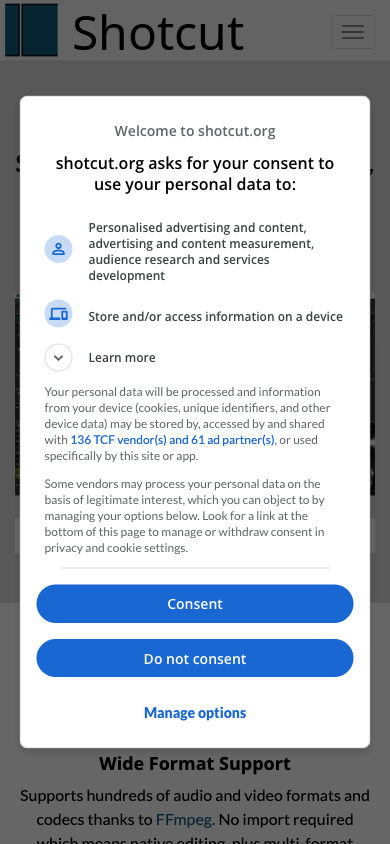 Shotcut
Welcome to shotcut.org
shotcut.org asks for your consent to
use your personal data to:
Personalised advertising and content,
advertising and content measurement,
audience research and services
development
Store and/or access information on a device
Learn more
Your personal data will be processed and information
from your device (cookies, unique identifiers, and other
device data) may be stored by, accessed by and shared
with 136 TCF vendor(s) and 61 ad partner(s), or used
specifically by this site or app.
Some vendors may process your personal data on the
basis of legitimate interest, which you can object to by
managing your options below. Look for a link at the
bottom of this page to manage or withdraw consent in
privacy and cookie settings.
Consent
Do not consent
Manage options
Wide Format Support
Supports hundreds of audio and video formats and
codecs thanks to FFmpeg. No import required
which means native editing, plus multi-format